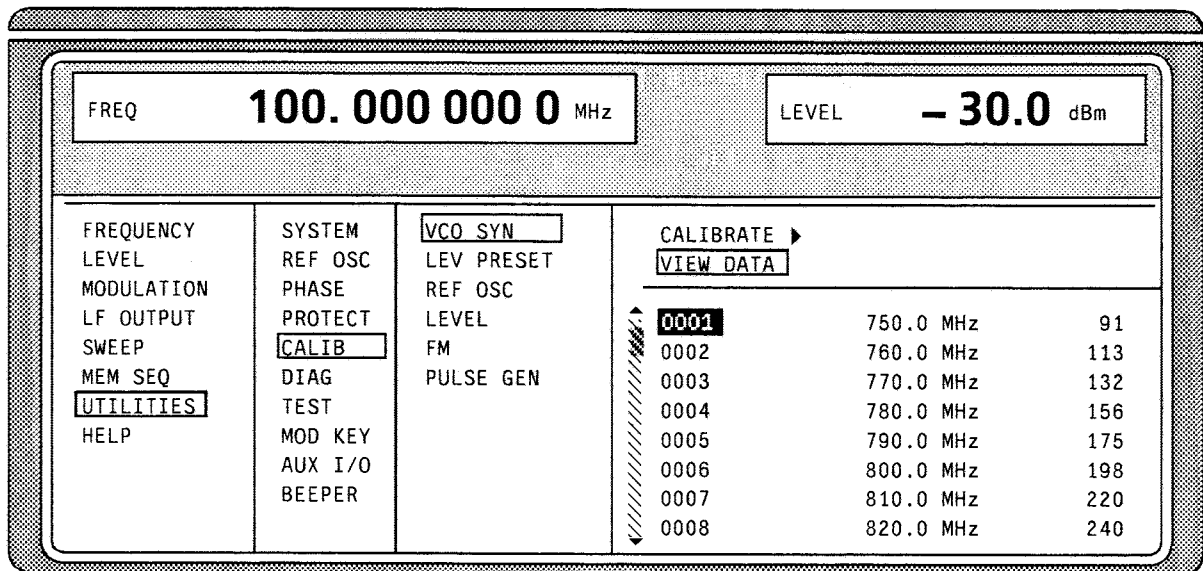 FREQ 100. 000 000 0 MHz
LEVEL – 30.0 dBm
FREQUENCY
LEVEL
MODULATION
LF OUTPUT
SWEEP
MEM SEQ
UTILITIES
HELP
SYSTEM
REF OSC
PHASE
PROTECT
CALIB
DIAG
TEST
MOD KEY
AUX I/O
BEEPER
VCO SYN
LEV PRESET
REF OSC
LEVEL
FM
PULSE GEN
CALIBRATE ▶
VIEW DATA
0001 750.0 MHz 91
0002 760.0 MHz 113
0003 770.0 MHz 132
0004 780.0 MHz 156
0005 790.0 MHz 175
0006 800.0 MHz 198
0007 810.0 MHz 220
0008 820.0 MHz 240